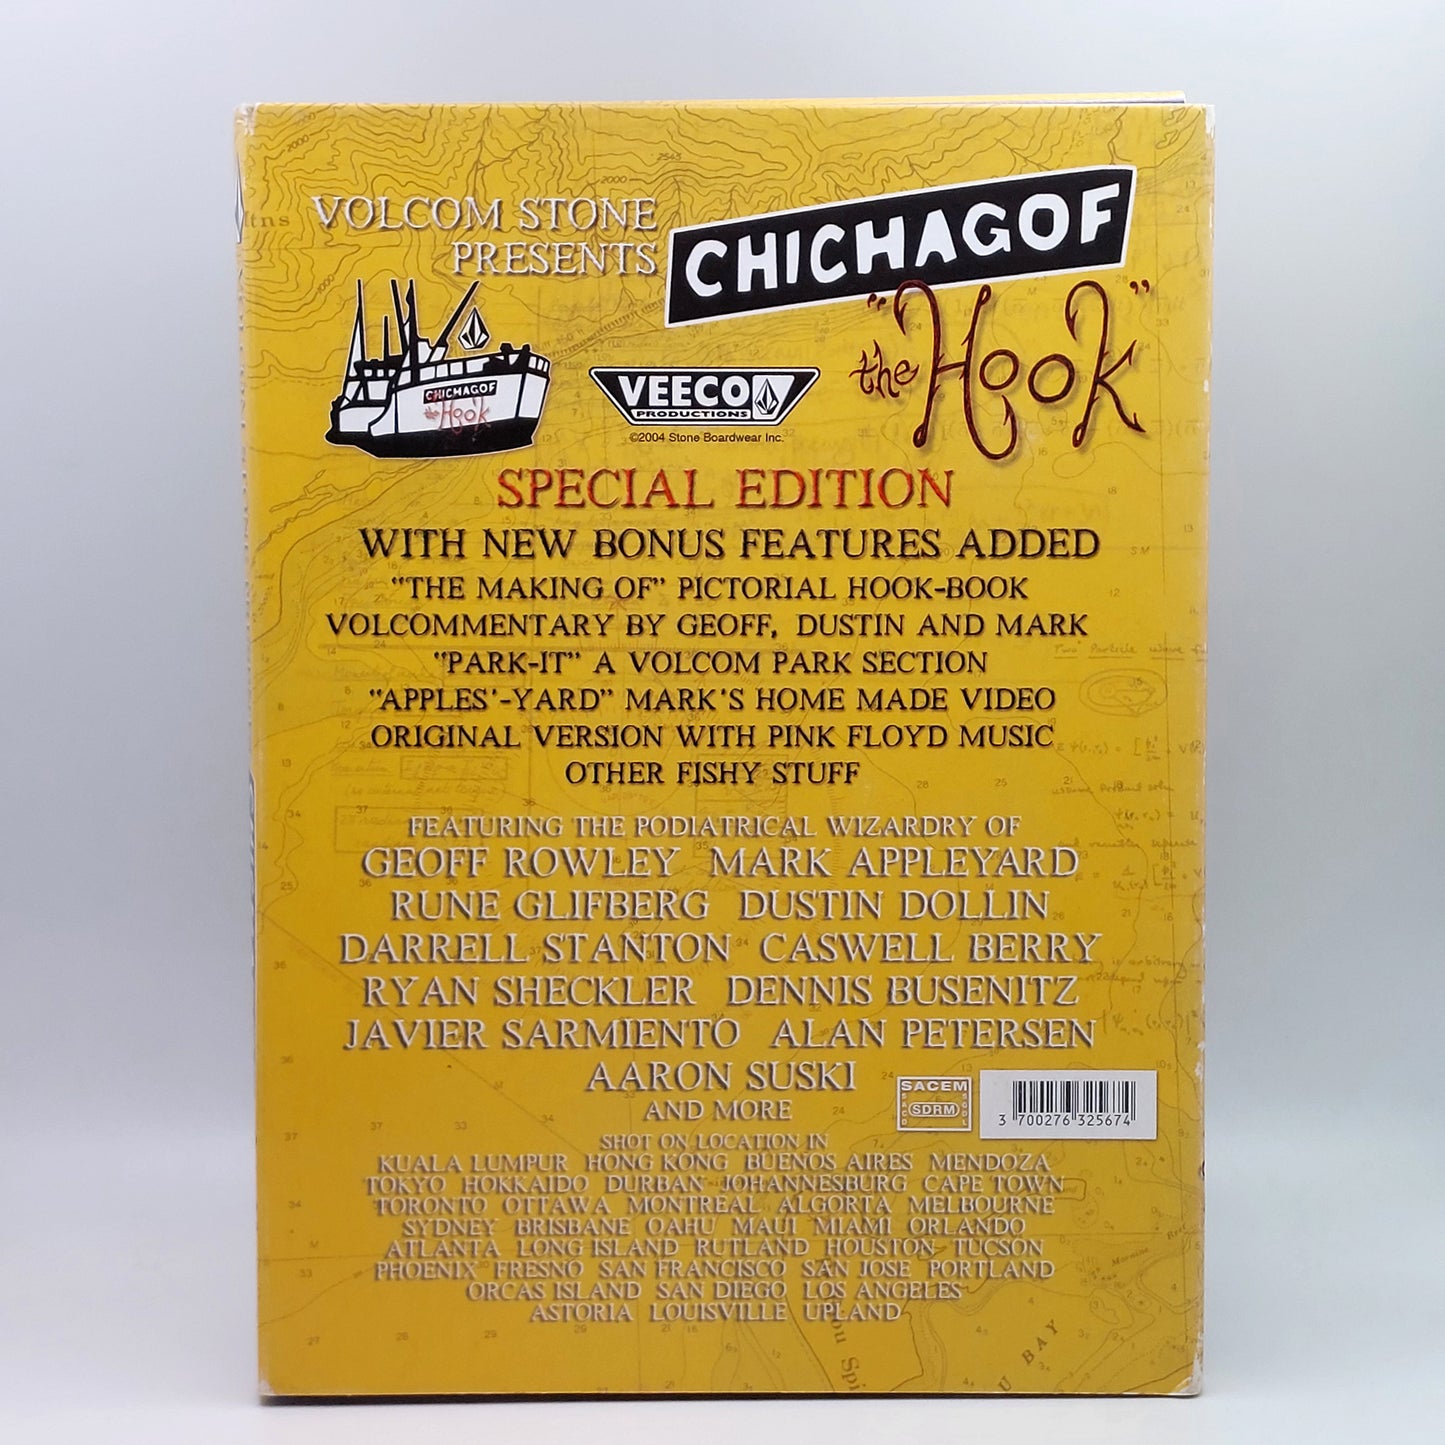 VOLCOM STONE
PRESENTS
CHICHAGOF
"the Hook"
CHICHAGOF
the Hook
VEECO
PRODUCTIONS
©2004 Stone Boardwear Inc.
SPECIAL EDITION
WITH NEW BONUS FEATURES ADDED
"THE MAKING OF" PICTORIAL HOOK-BOOK
VOLCOMMENTARY BY GEOFF, DUSTIN AND MARK
"PARK-IT" A VOLCOM PARK SECTION
"APPLES'-YARD" MARK'S HOME MADE VIDEO
ORIGINAL VERSION WITH PINK FLOYD MUSIC
OTHER FISHY STUFF
FEATURING THE PODIATRICAL WIZARDRY OF
GEOFF ROWLEY MARK APPLEYARD
RUNE GLIFBERG DUSTIN DOLLIN
DARRELL STANTON CASWELL BERRY
RYAN SHECKLER DENNIS BUSENITZ
JAVIER SARMIENTO ALAN PETERSEN
AARON SUSKI
AND MORE
SACEM
SACD
SDRM
SGDL
3 700276 325674
SHOT ON LOCATION IN
KUALA LUMPUR HONG KONG BUENOS AIRES MENDOZA
TOKYO HOKKAIDO DURBAN JOHANNESBURG CAPE TOWN
TORONTO OTTAWA MONTREAL ALGORTA MELBOURNE
SYDNEY BRISBANE OAHU MAUI MIAMI ORLANDO
ATLANTA LONG ISLAND RUTLAND HOUSTON TUCSON
PHOENIX FRESNO SAN FRANCISCO SAN JOSE PORTLAND
ORCAS ISLAND SAN DIEGO LOS ANGELES
ASTORIA LOUISVILLE UPLAND